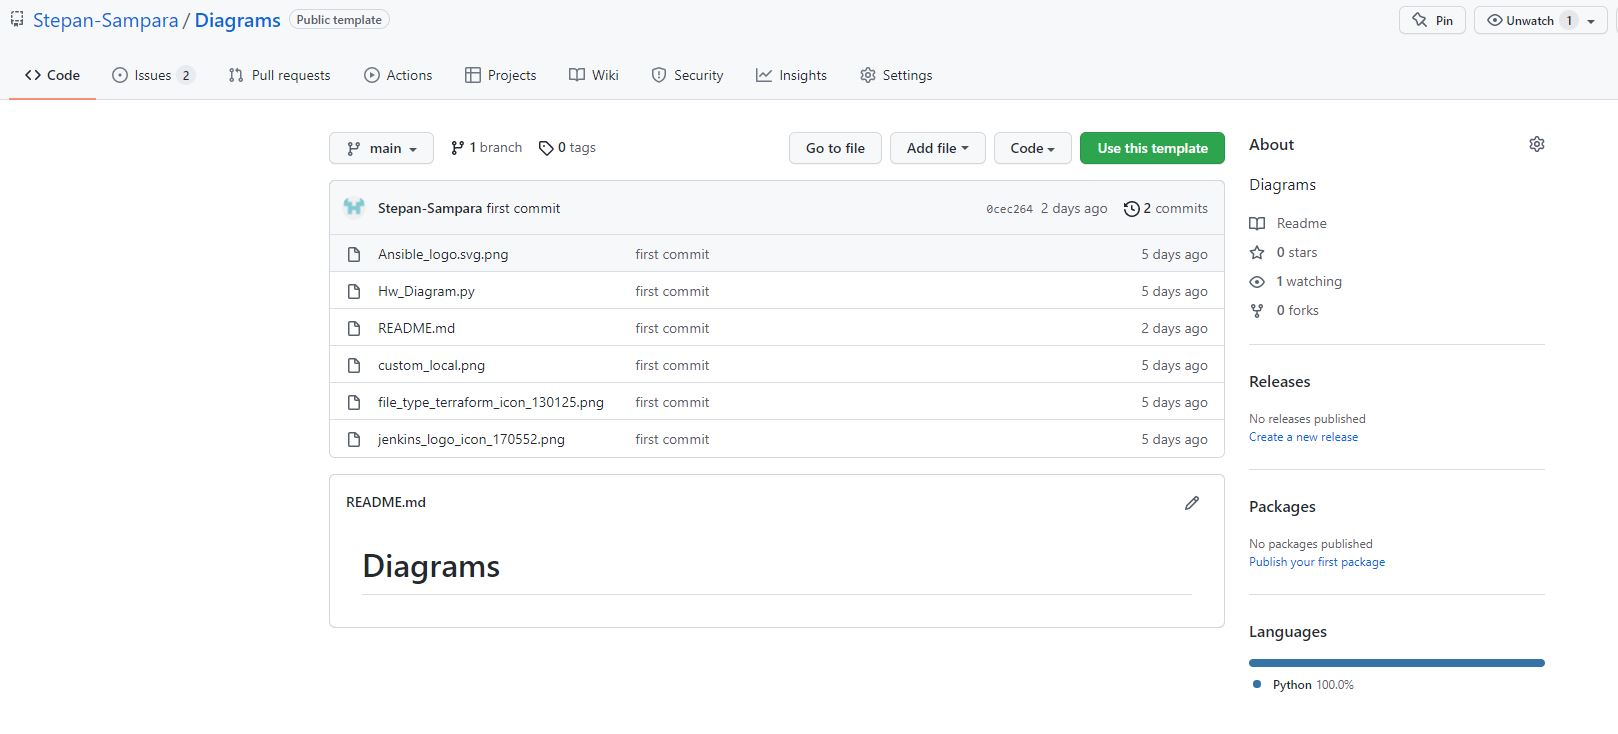 Stepan-Sampara / Diagrams Public template
Pin
Unwatch 1
Code
Issues 2
Pull requests
Actions
Projects
Wiki
Security
Insights
Settings
main
1 branch
0 tags
Go to file
Add file
Code
Use this template
Stepan-Sampara first commit 0cec264 2 days ago 2 commits
Ansible_logo.svg.png first commit 5 days ago
Hw_Diagram.py first commit 5 days ago
README.md first commit 2 days ago
custom_local.png first commit 5 days ago
file_type_terraform_icon_130125.png first commit 5 days ago
jenkins_logo_icon_170552.png first commit 5 days ago
README.md
Diagrams
About
Diagrams
Readme
0 stars
1 watching
0 forks
Releases
No releases published
Create a new release
Packages
No packages published
Publish your first package
Languages
Python 100.0%